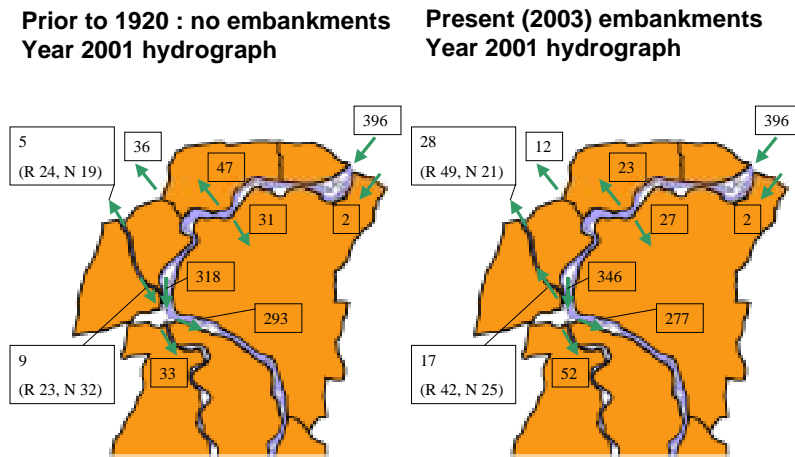 Prior to 1920 : no embankments
Year 2001 hydrograph
5
(R 24, N 19)
36
47
396
31
2
318
293
9
(R 23, N 32)
33
Present (2003) embankments
Year 2001 hydrograph
28
(R 49, N 21)
12
23
396
27
2
346
277
17
(R 42, N 25)
52